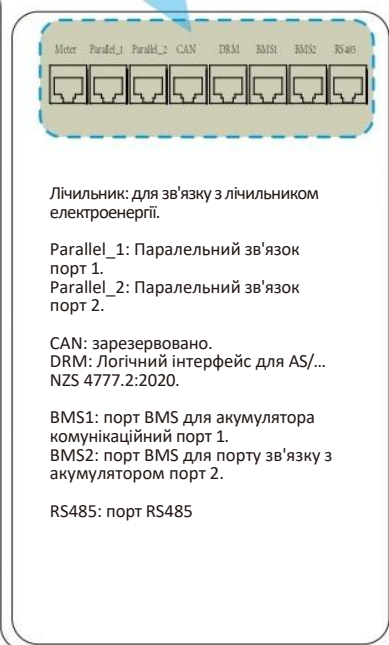 Meter Parallel_1 Parallel_2 CAN DRM BMS1 BMS2 RS485
Лічильник: для зв'язку з лічильником
електроенергії.
Parallel_1: Паралельний зв'язок
порт 1.
Parallel_2: Паралельний зв'язок
порт 2.
CAN: зарезервовано.
DRM: Логічний інтерфейс для AS/...
NZS 4777.2:2020.
BMS1: порт BMS для акумулятора
комунікаційний порт 1.
BMS2: порт BMS для порту зв'язку з
акумулятором порт 2.
RS485: порт RS485